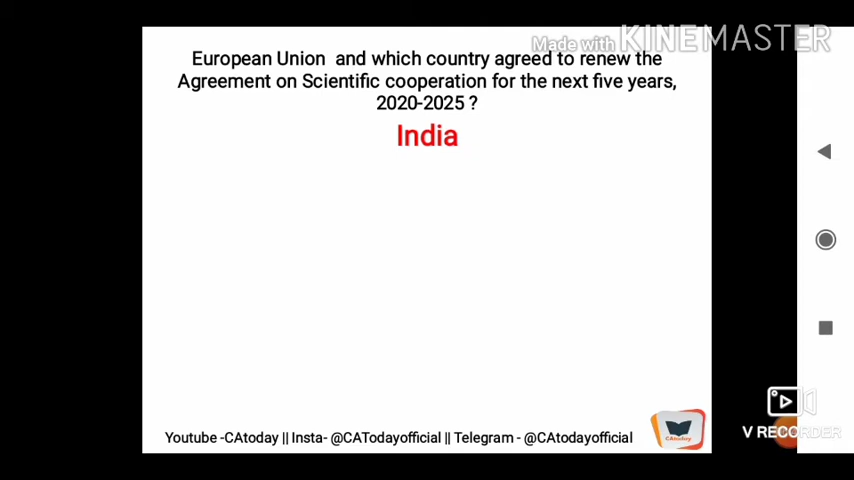 Made with KINEMASTER
European Union and which country agreed to renew the
Agreement on Scientific cooperation for the next five years,
2020-2025 ?
India
V RECORDER
Youtube -CAtoday || Insta- @CATodayofficial || Telegram - @CAtodayofficial
CAtoday